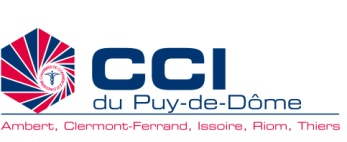 CCI
du Puy-de-Dôme
Ambert, Clermont-Ferrand, Issoire, Riom, Thiers